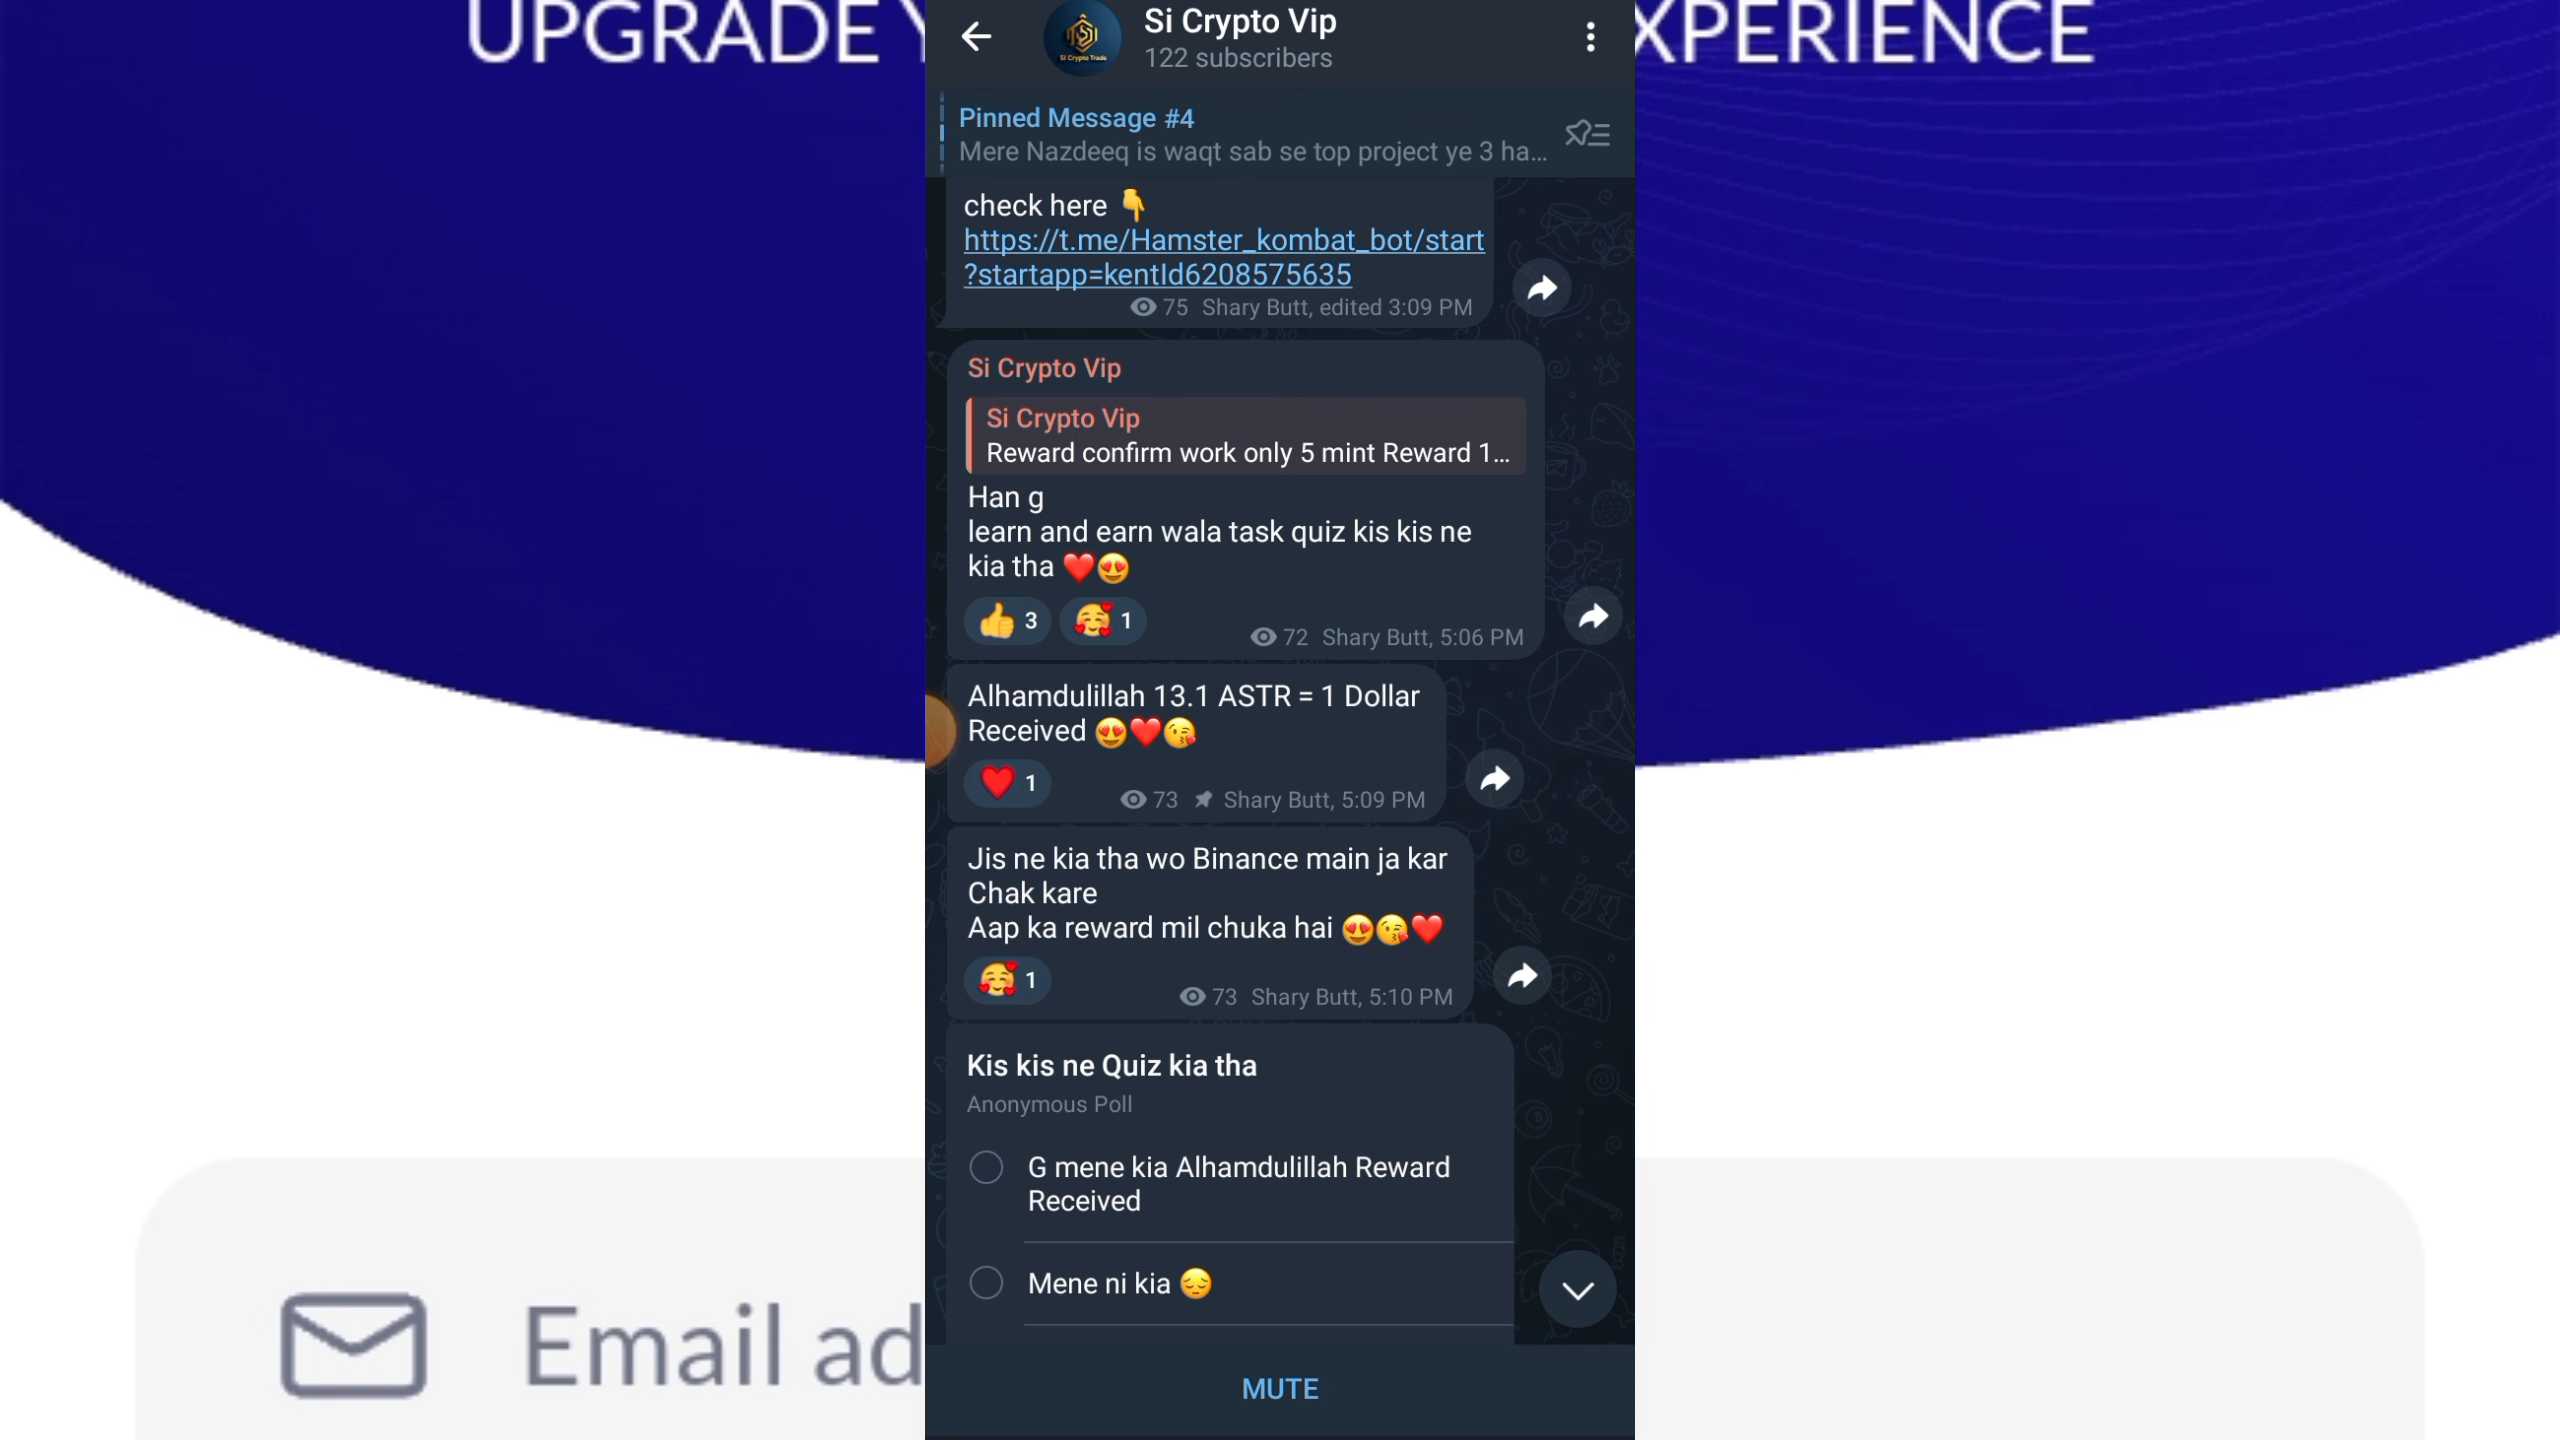 UPGRADE
XPERIENCE
Si Crypto Vip
122 subscribers
SI Crypto Trade
Pinned Message #4
Mere Nazdeeq is waqt sab se top project ye 3 ha...
check here 👇
https://t.me/Hamster_kombat_bot/start
?startapp=kentId6208575635
75 Shary Butt, edited 3:09 PM
Si Crypto Vip
Si Crypto Vip
Reward confirm work only 5 mint Reward 1...
Han g
learn and earn wala task quiz kis kis ne
kia tha ❤️😍
👍 3 🥰 1
72 Shary Butt, 5:06 PM
Alhamdulillah 13.1 ASTR = 1 Dollar
Received 😍❤️😘
❤️ 1
73 Shary Butt, 5:09 PM
Jis ne kia tha wo Binance main ja kar
Chak kare
Aap ka reward mil chuka hai 😍😘❤️
🥰 1
73 Shary Butt, 5:10 PM
Kis kis ne Quiz kia tha
Anonymous Poll
G mene kia Alhamdulillah Reward
Received
Mene ni kia 😔
Email ad
MUTE